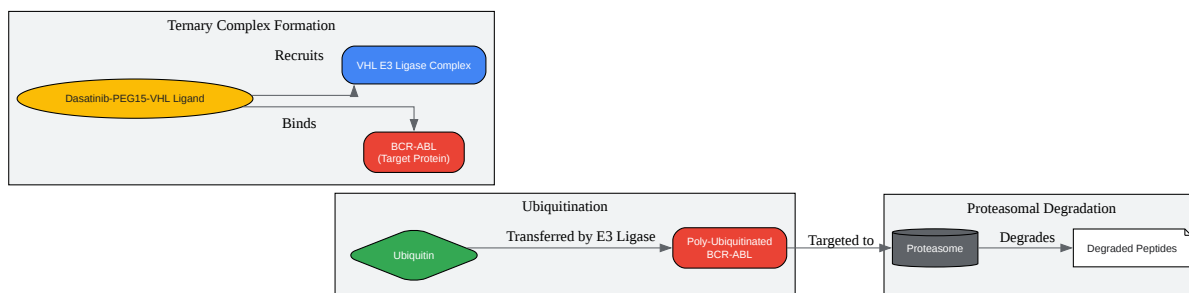 Ternary Complex Formation
Recruits
VHL E3 Ligase Complex
Dasatinib-PEG15-VHL Ligand
Binds
BCR-ABL
(Target Protein)
Ubiquitination
Ubiquitin
Transferred by E3 Ligase
Poly-Ubiquitinated
BCR-ABL
Targeted to
Proteasomal Degradation
Proteasome
Degrades
Degraded Peptides